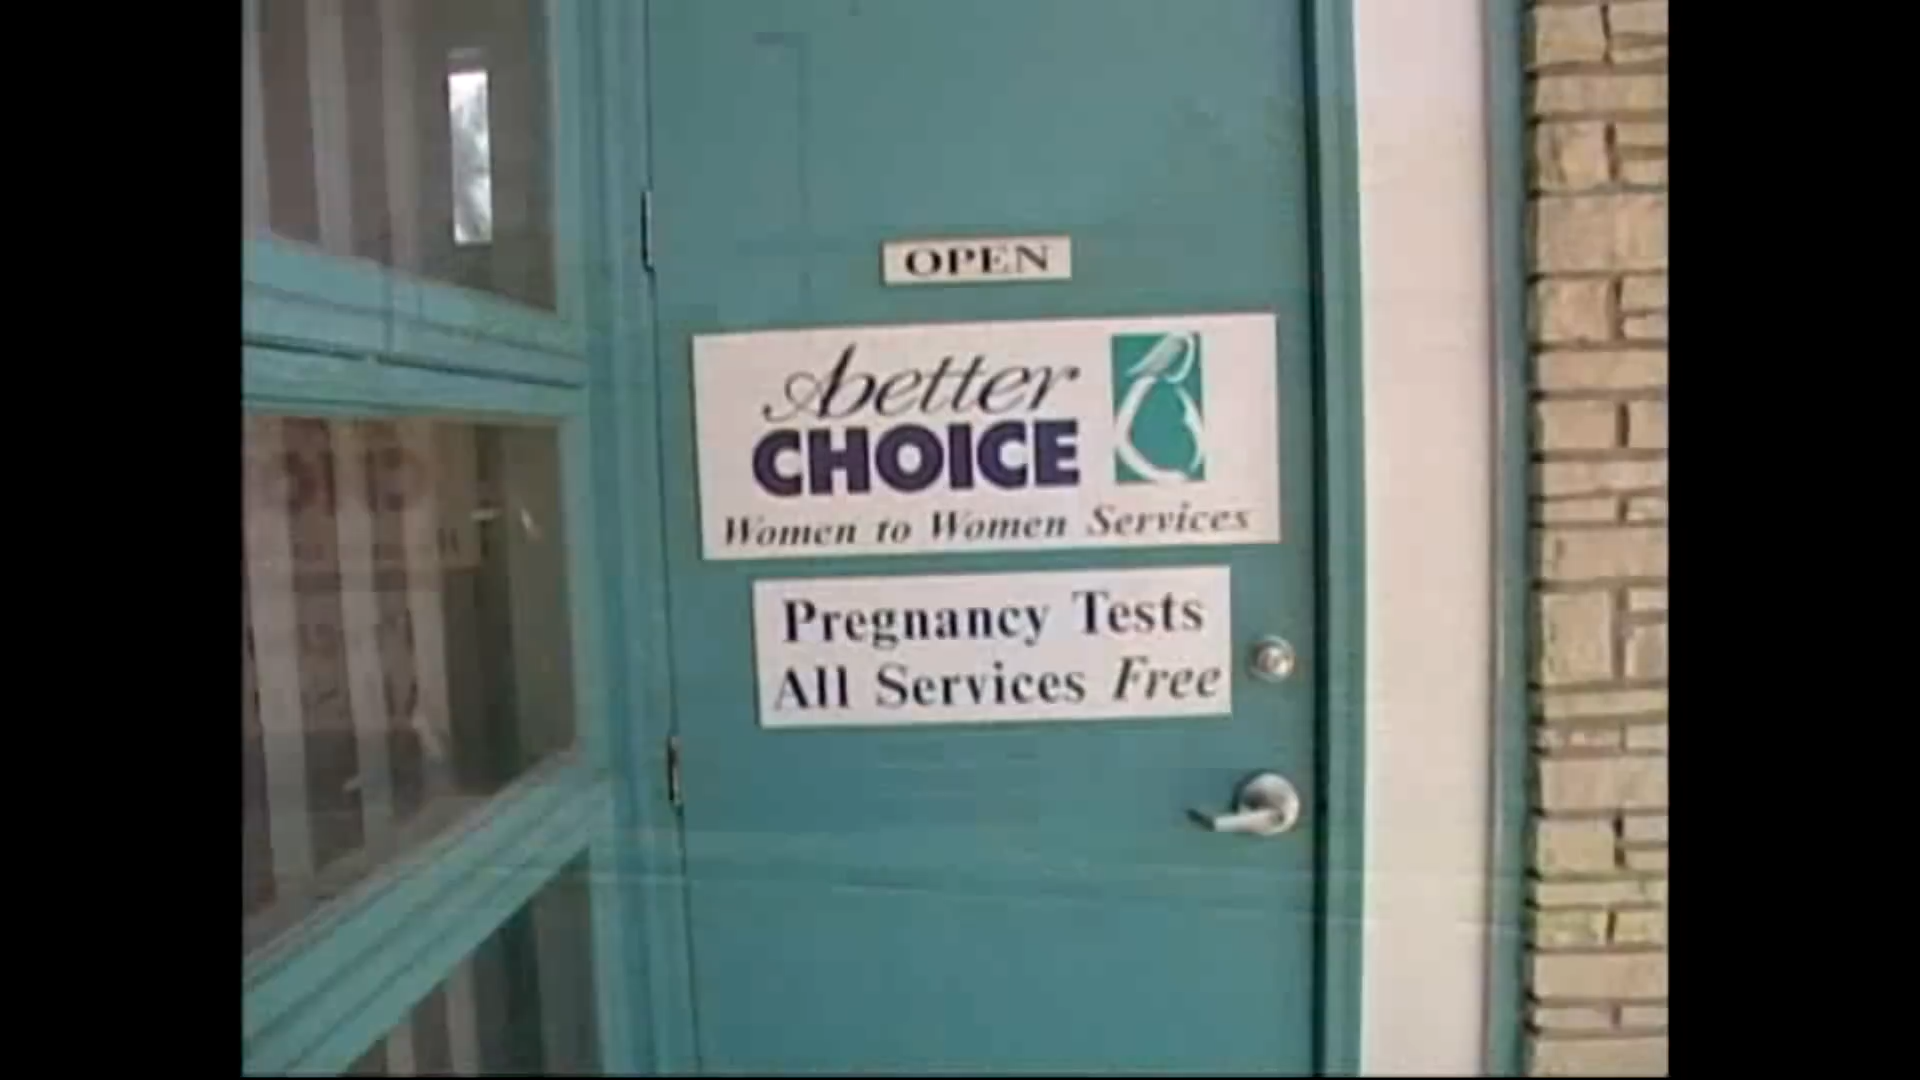 OPEN
A better
CHOICE
Women to Women Services
Pregnancy Tests
All Services Free